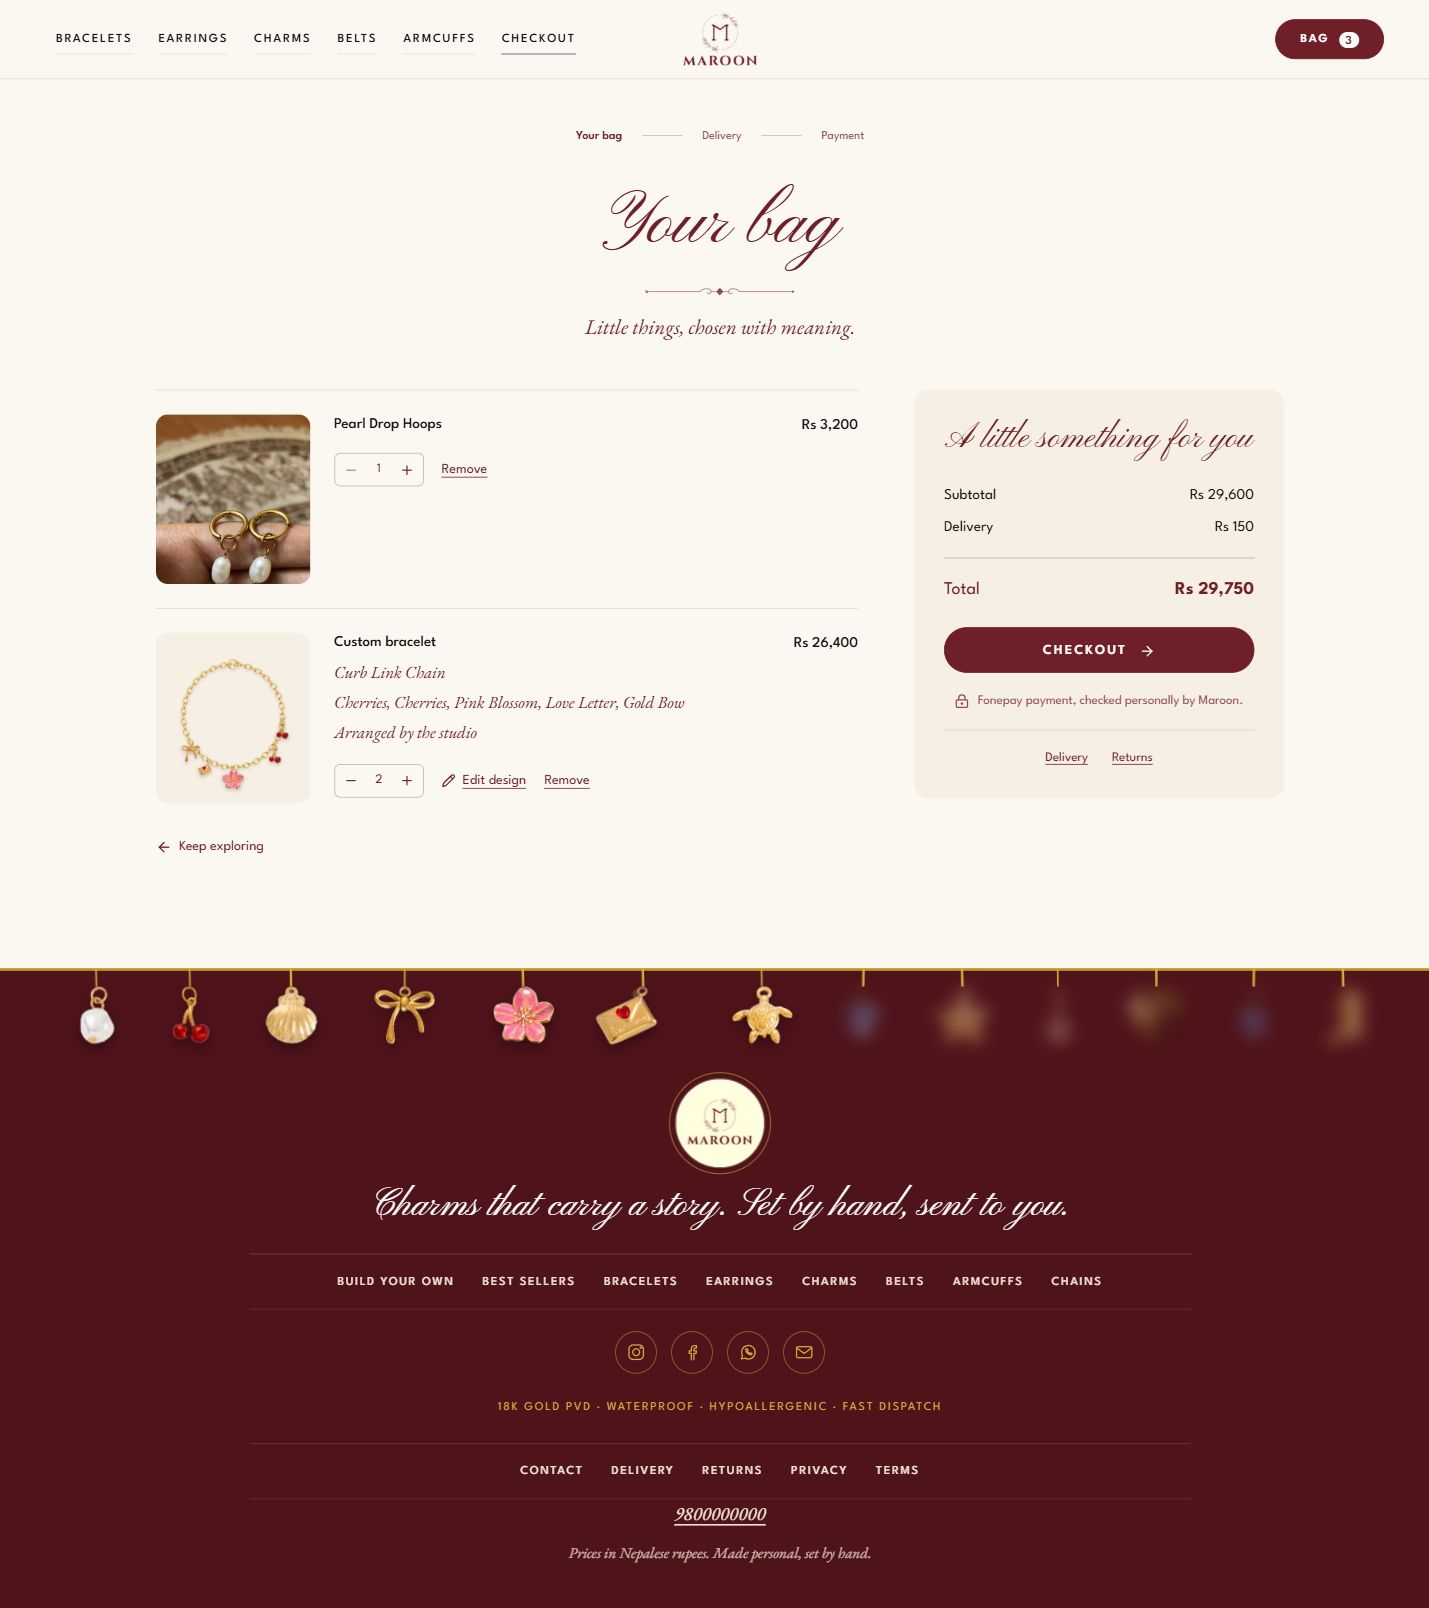 BRACELETS EARRINGS CHARMS BELTS ARMCUFFS CHECKOUT
M
MAROON
BAG 3
Your bag Delivery Payment
Your bag
Little things, chosen with meaning.
Pearl Drop Hoops Rs 3,200
1 Remove
Custom bracelet Rs 26,400
Curb Link Chain
Cherries, Cherries, Pink Blossom, Love Letter, Gold Bow
Arranged by the studio
2 Edit design Remove
Keep exploring
A little something for you
Subtotal Rs 29,600
Delivery Rs 150
Total Rs 29,750
CHECKOUT
Fonepay payment, checked personally by Maroon.
Delivery Returns
M
MAROON
Charms that carry a story. Set by hand, sent to you.
BUILD YOUR OWN BEST SELLERS BRACELETS EARRINGS CHARMS BELTS ARMCUFFS CHAINS
18K GOLD PVD · WATERPROOF · HYPOALLERGENIC · FAST DISPATCH
CONTACT DELIVERY RETURNS PRIVACY TERMS
9800000000
Prices in Nepalese rupees. Made personal, set by hand.